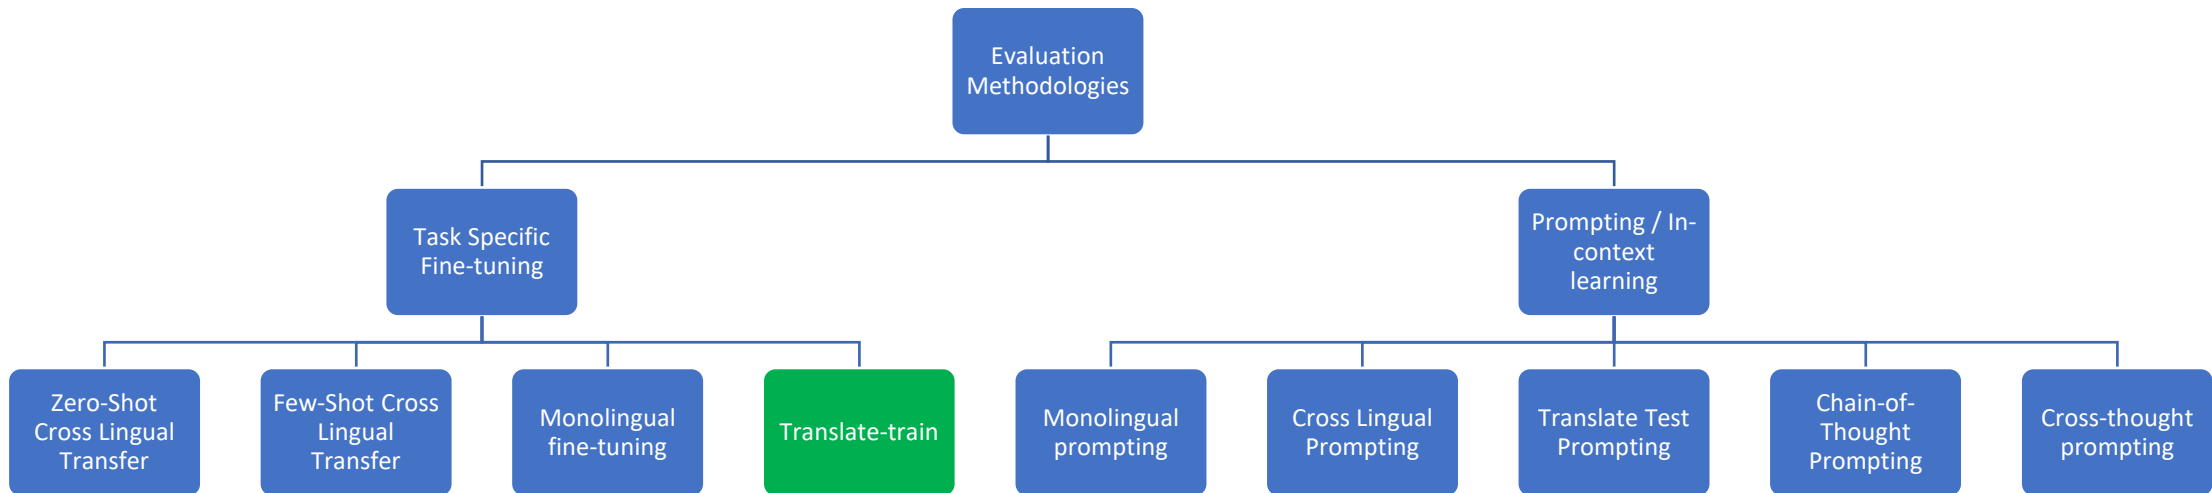 Evaluation
Methodologies
Task Specific
Fine-tuning
Prompting / In-
context
learning
Zero-Shot
Cross Lingual
Transfer
Few-Shot Cross
Lingual
Transfer
Monolingual
fine-tuning
Translate-train
Monolingual
prompting
Cross Lingual
Prompting
Translate Test
Prompting
Chain-of-
Thought
Prompting
Cross-thought
prompting